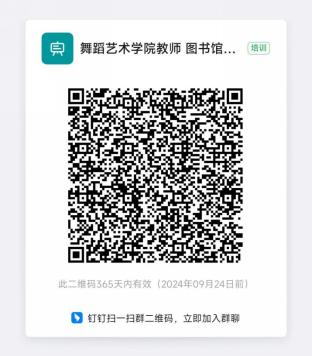 舞蹈艺术学院教师 图书馆... 培训
此二维码365天内有效（2024年09月24日前）
钉钉扫一扫群二维码，立即加入群聊